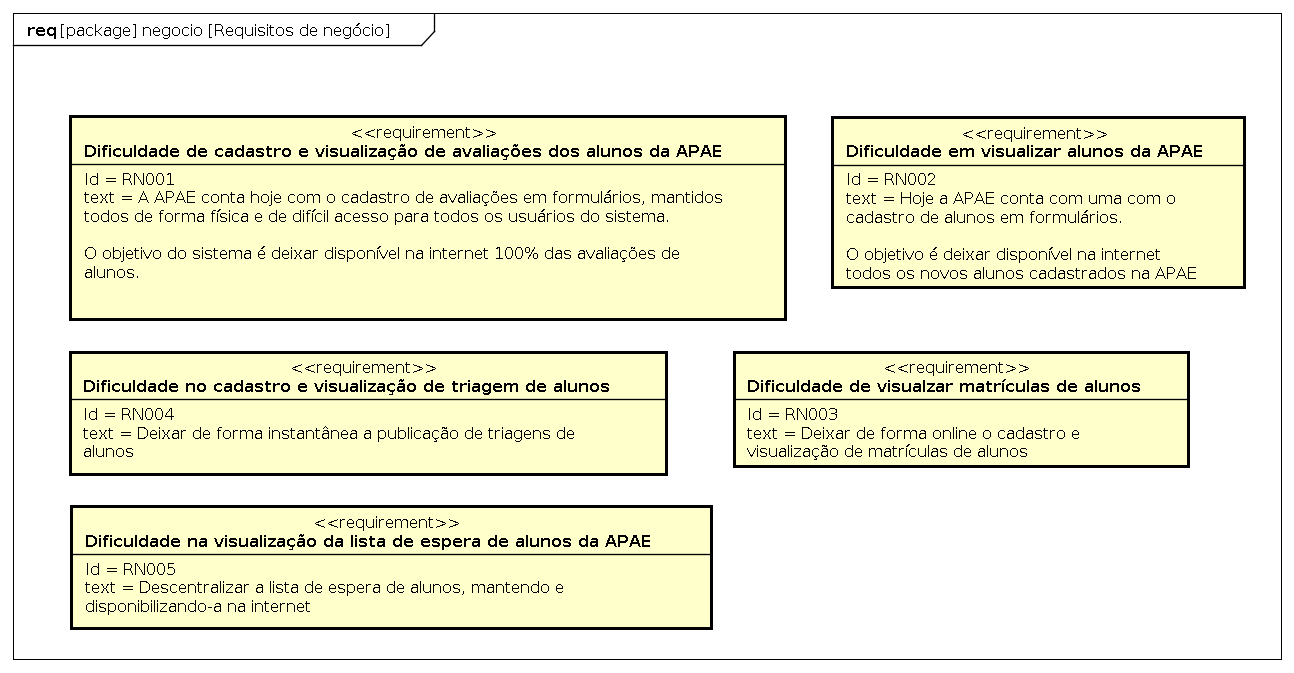 req [package] negocio [Requisitos de negócio]
<<requirement>>
Dificuldade de cadastro e visualização de avaliações dos alunos da APAE
Id = RN001
text = A APAE conta hoje com o cadastro de avaliações em formulários, mantidos
todos de forma física e de difícil acesso para todos os usuários do sistema.
O objetivo do sistema é deixar disponível na internet 100% das avaliações de
alunos.
<<requirement>>
Dificuldade em visualizar alunos da APAE
Id = RN002
text = Hoje a APAE conta com uma com o
cadastro de alunos em formulários.
O objetivo é deixar disponível na internet
todos os novos alunos cadastrados na APAE
<<requirement>>
Dificuldade no cadastro e visualização de triagem de alunos
Id = RN004
text = Deixar de forma instantânea a publicação de triagens de
alunos
<<requirement>>
Dificuldade de visualzar matrículas de alunos
Id = RN003
text = Deixar de forma online o cadastro e
visualização de matrículas de alunos
<<requirement>>
Dificuldade na visualização da lista de espera de alunos da APAE
Id = RN005
text = Descentralizar a lista de espera de alunos, mantendo e
disponibilizando-a na internet